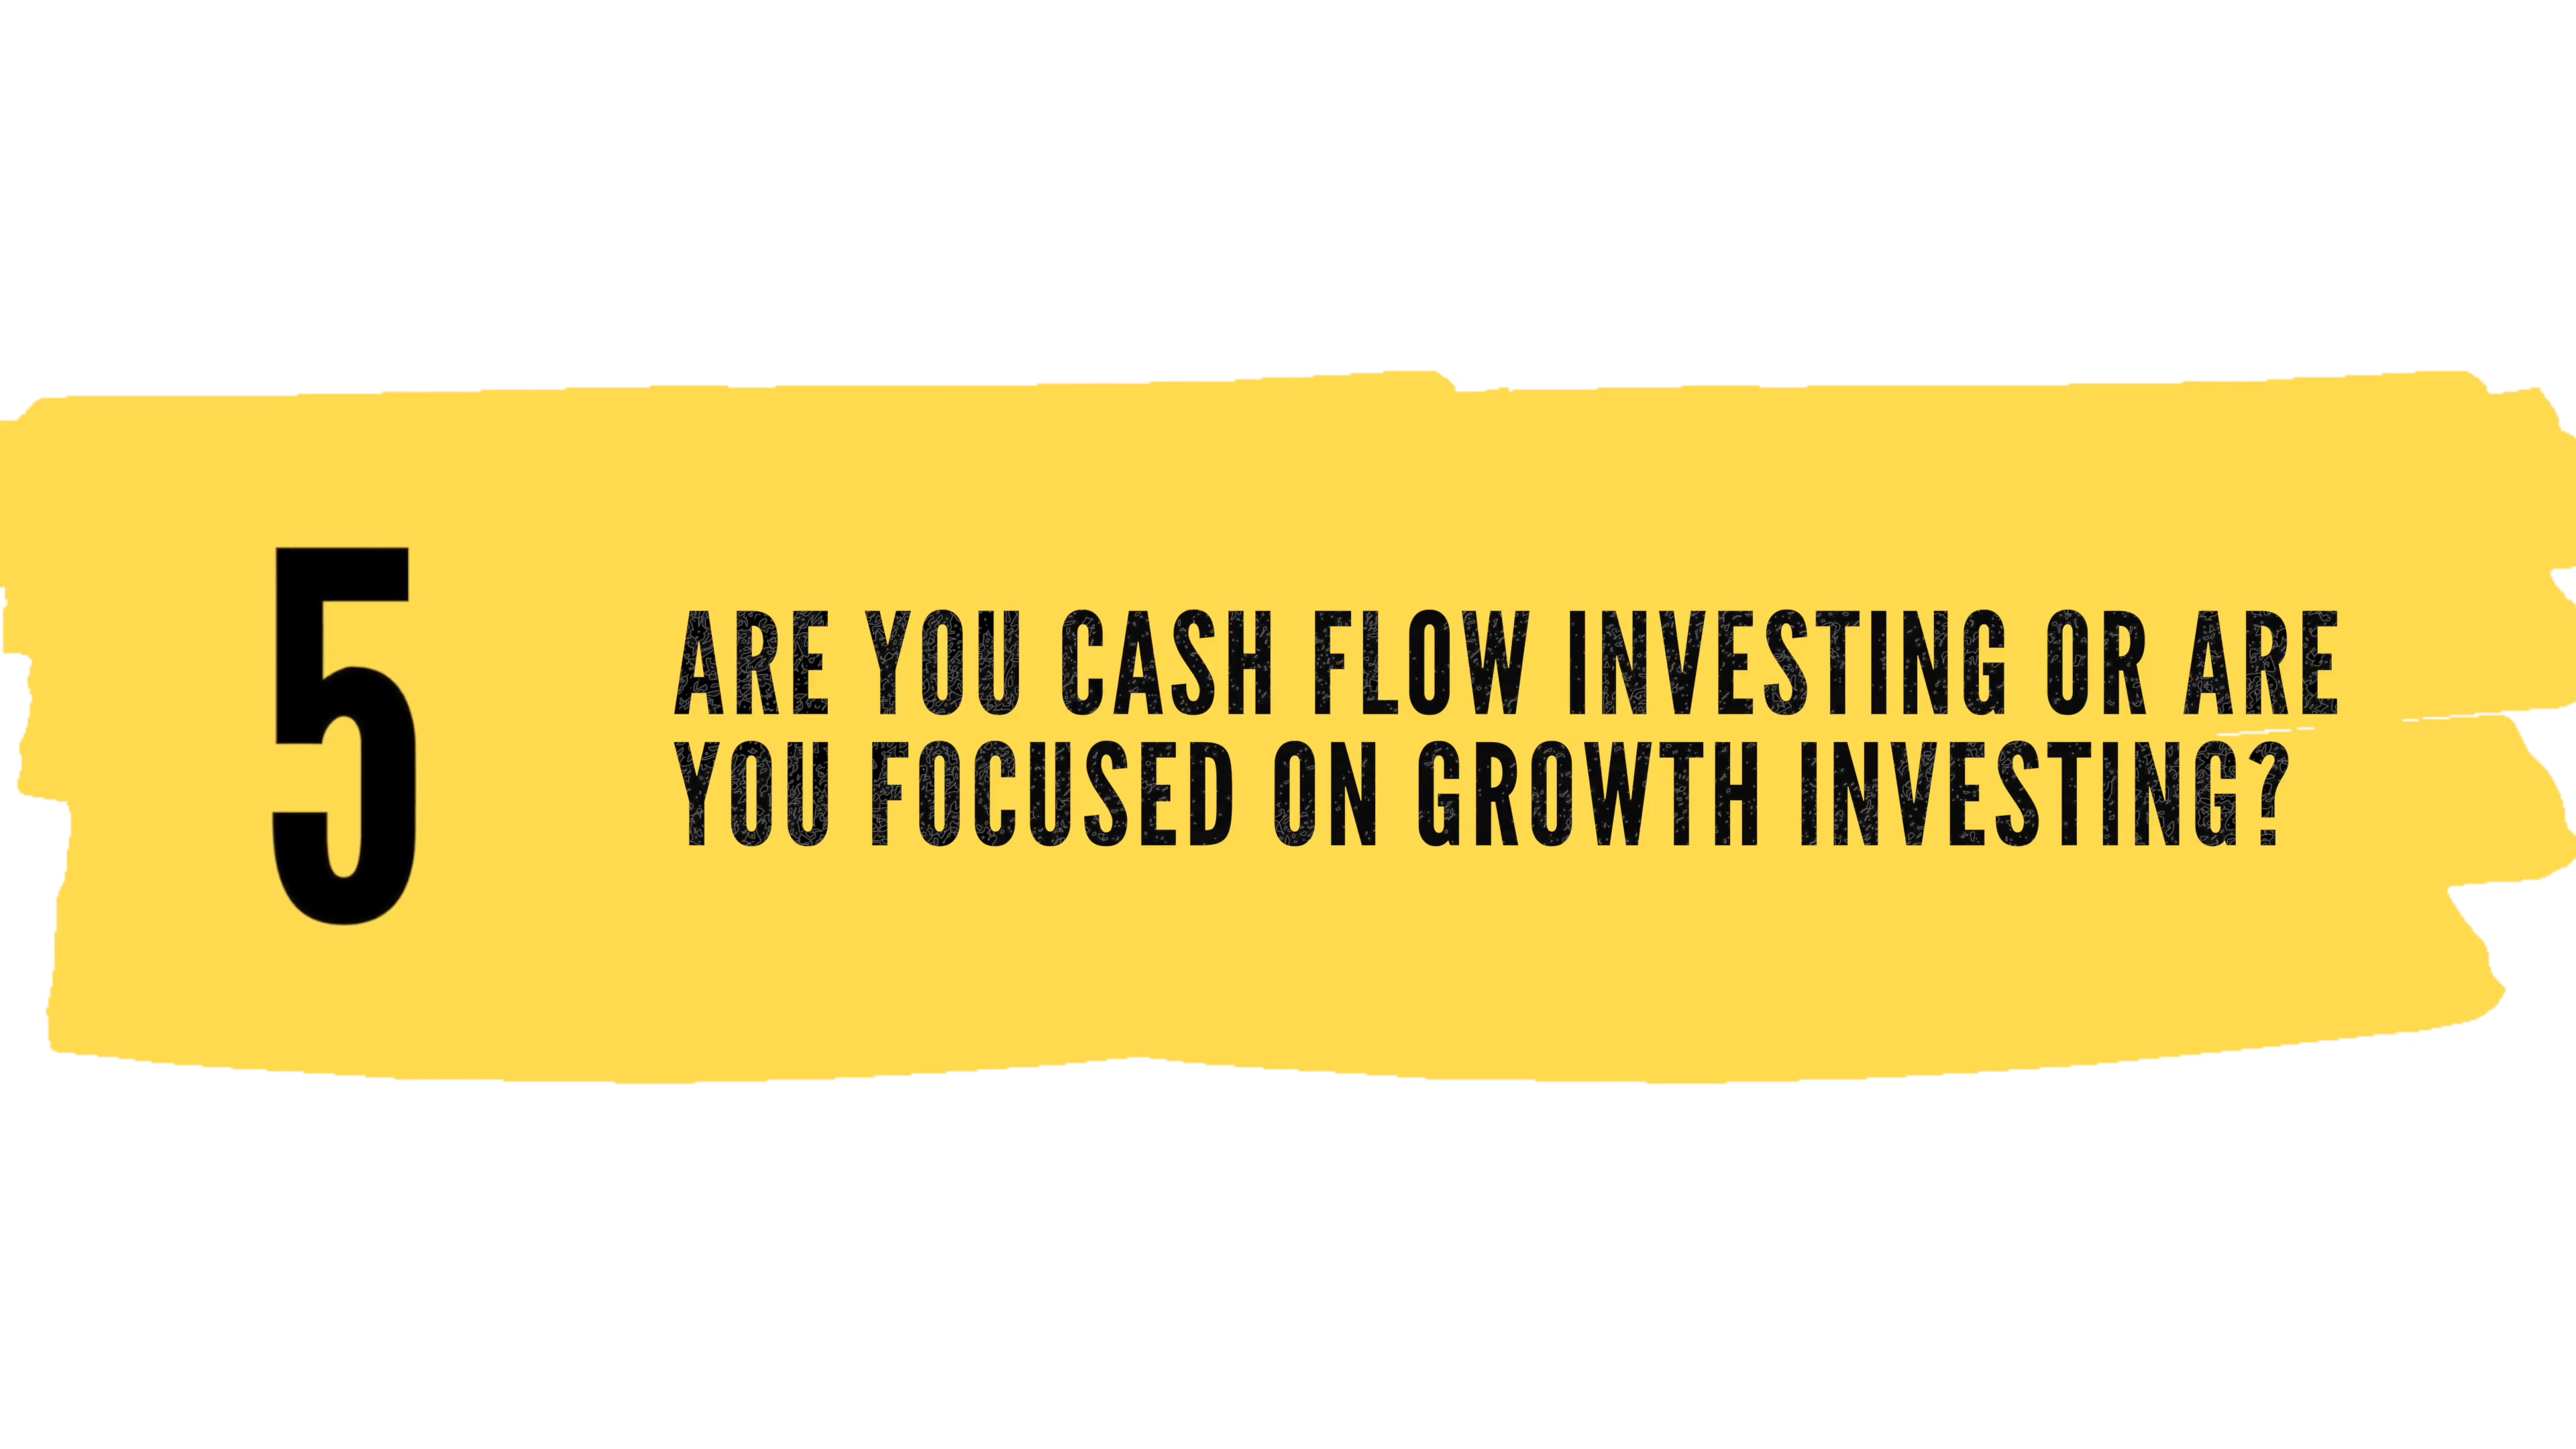 5
ARE YOU CASH FLOW INVESTING OR ARE
YOU FOCUSED ON GROWTH INVESTING?